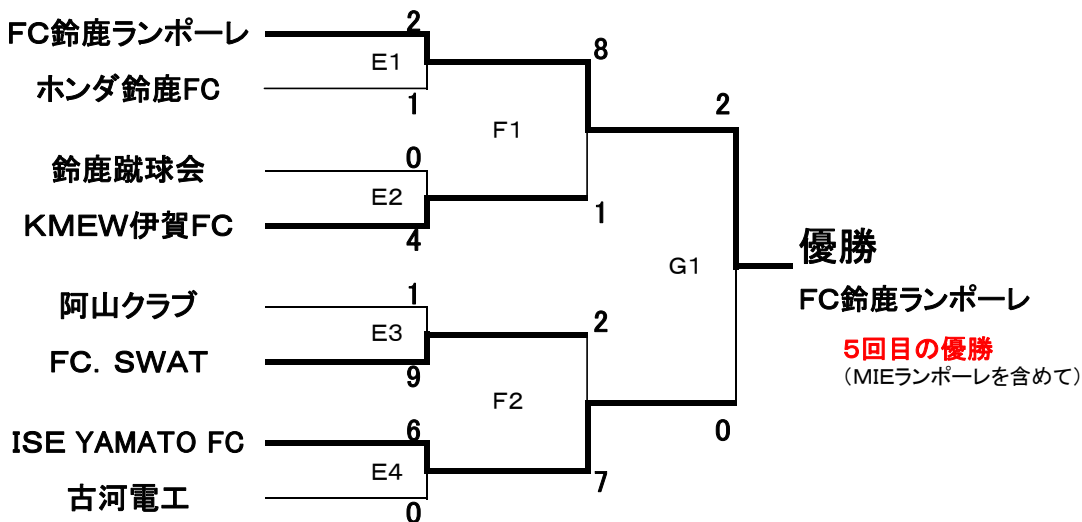 FC鈴鹿ランポーレ
2
E1
ホンダ鈴鹿FC
1
8
F1
鈴鹿蹴球会
0
E2
KMEW伊賀FC
4
1
2
G1
優勝
FC鈴鹿ランポーレ
5回目の優勝
(MIEランポーレを含めて)
阿山クラブ
1
E3
FC. SWAT
9
2
F2
ISE YAMATO FC
6
E4
古河電工
0
7
0